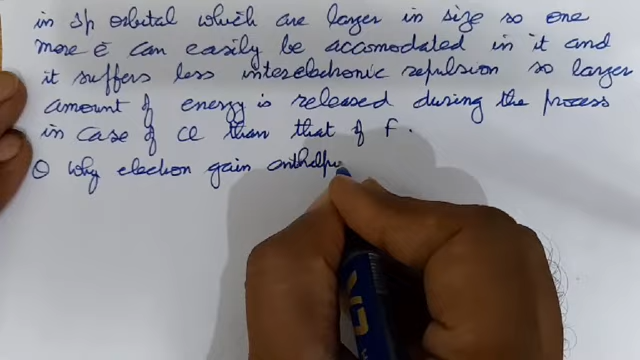 in 3p orbital which are larger in size so one
more e̅ can easily be accomodated in it and
it suffers less interelectronic repulsion so larger
amount of energy is released during the process
in case of Cl than that of F.
Q Why electron gain enthalpy